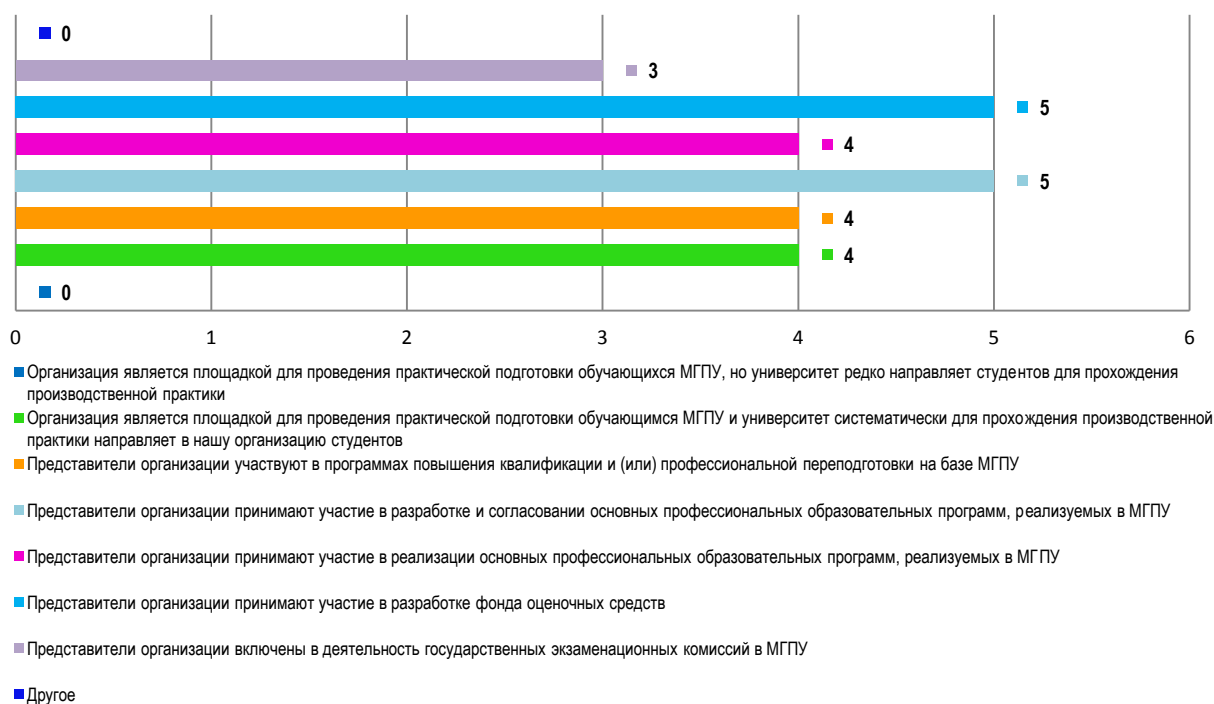 0
3
5
4
5
4
4
0
0 1 2 3 4 5 6
Организация является площадкой для проведения практической подготовки обучающихся МГПУ, но университет редко направляет студентов для прохождения
производственной практики
Организация является площадкой для проведения практической подготовки обучающимся МГПУ и университет систематически для прохождения производственной
практики направляет в нашу организацию студентов
Представители организации участвуют в программах повышения квалификации и (или) профессиональной переподготовки на базе МГПУ
Представители организации принимают участие в разработке и согласовании основных профессиональных образовательных программ, реализуемых в МГПУ
Представители организации принимают участие в реализации основных профессиональных образовательных программ, реализуемых в МГПУ
Представители организации принимают участие в разработке фонда оценочных средств
Представители организации включены в деятельность государственных экзаменационных комиссий в МГПУ
Другое